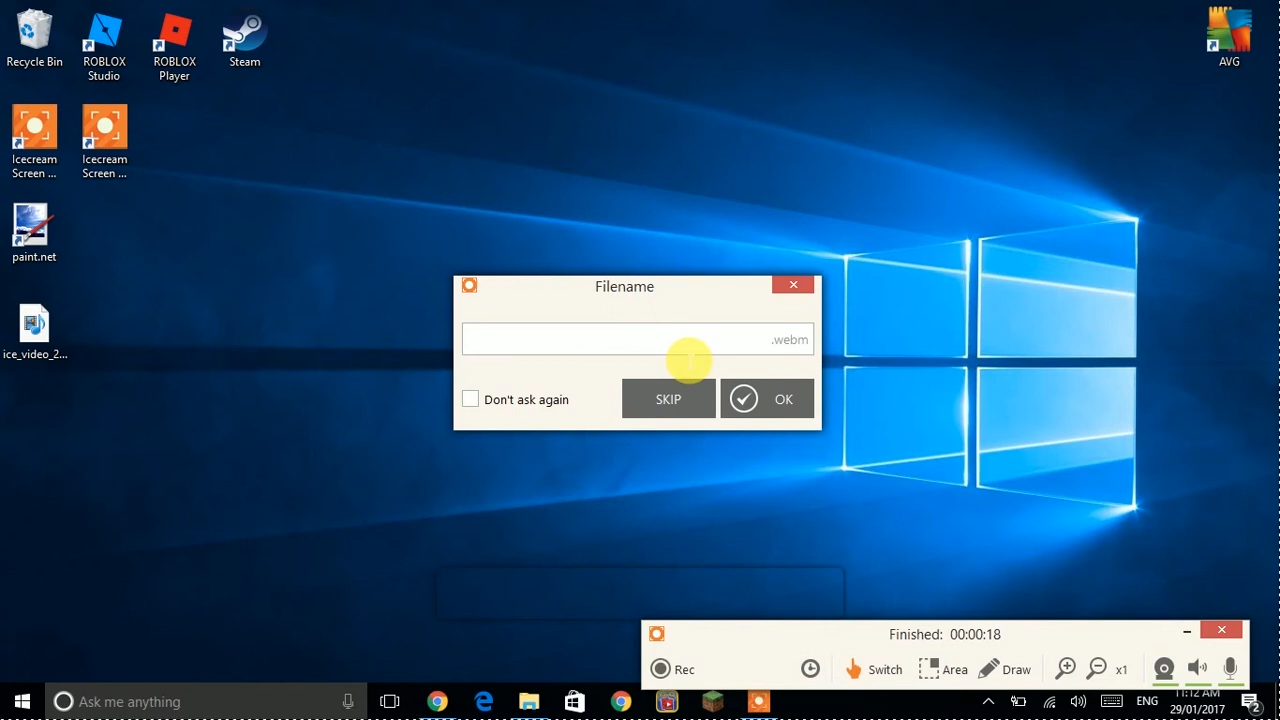 Recycle Bin
ROBLOX
Studio
ROBLOX
Player
Steam
AVG
Icecream
Screen ...
Icecream
Screen ...
paint.net
ice_video_2...
Filename
.webm
Don't ask again
SKIP
OK
Finished: 00:00:18
Rec
Switch
Area
Draw
x1
Ask me anything
ENG
11:12 AM
29/01/2017
2